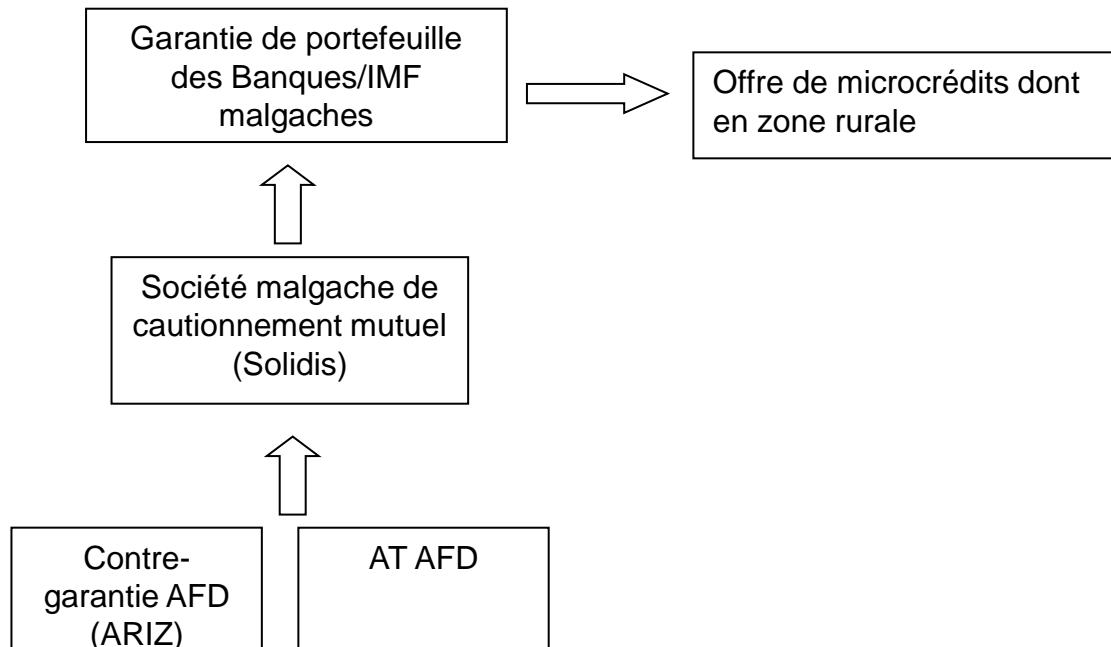 Garantie de portefeuille
des Banques/IMF
malgaches
Offre de microcrédits dont
en zone rurale
Société malgache de
cautionnement mutuel
(Solidis)
Contre-
garantie AFD
(ARIZ)
AT AFD